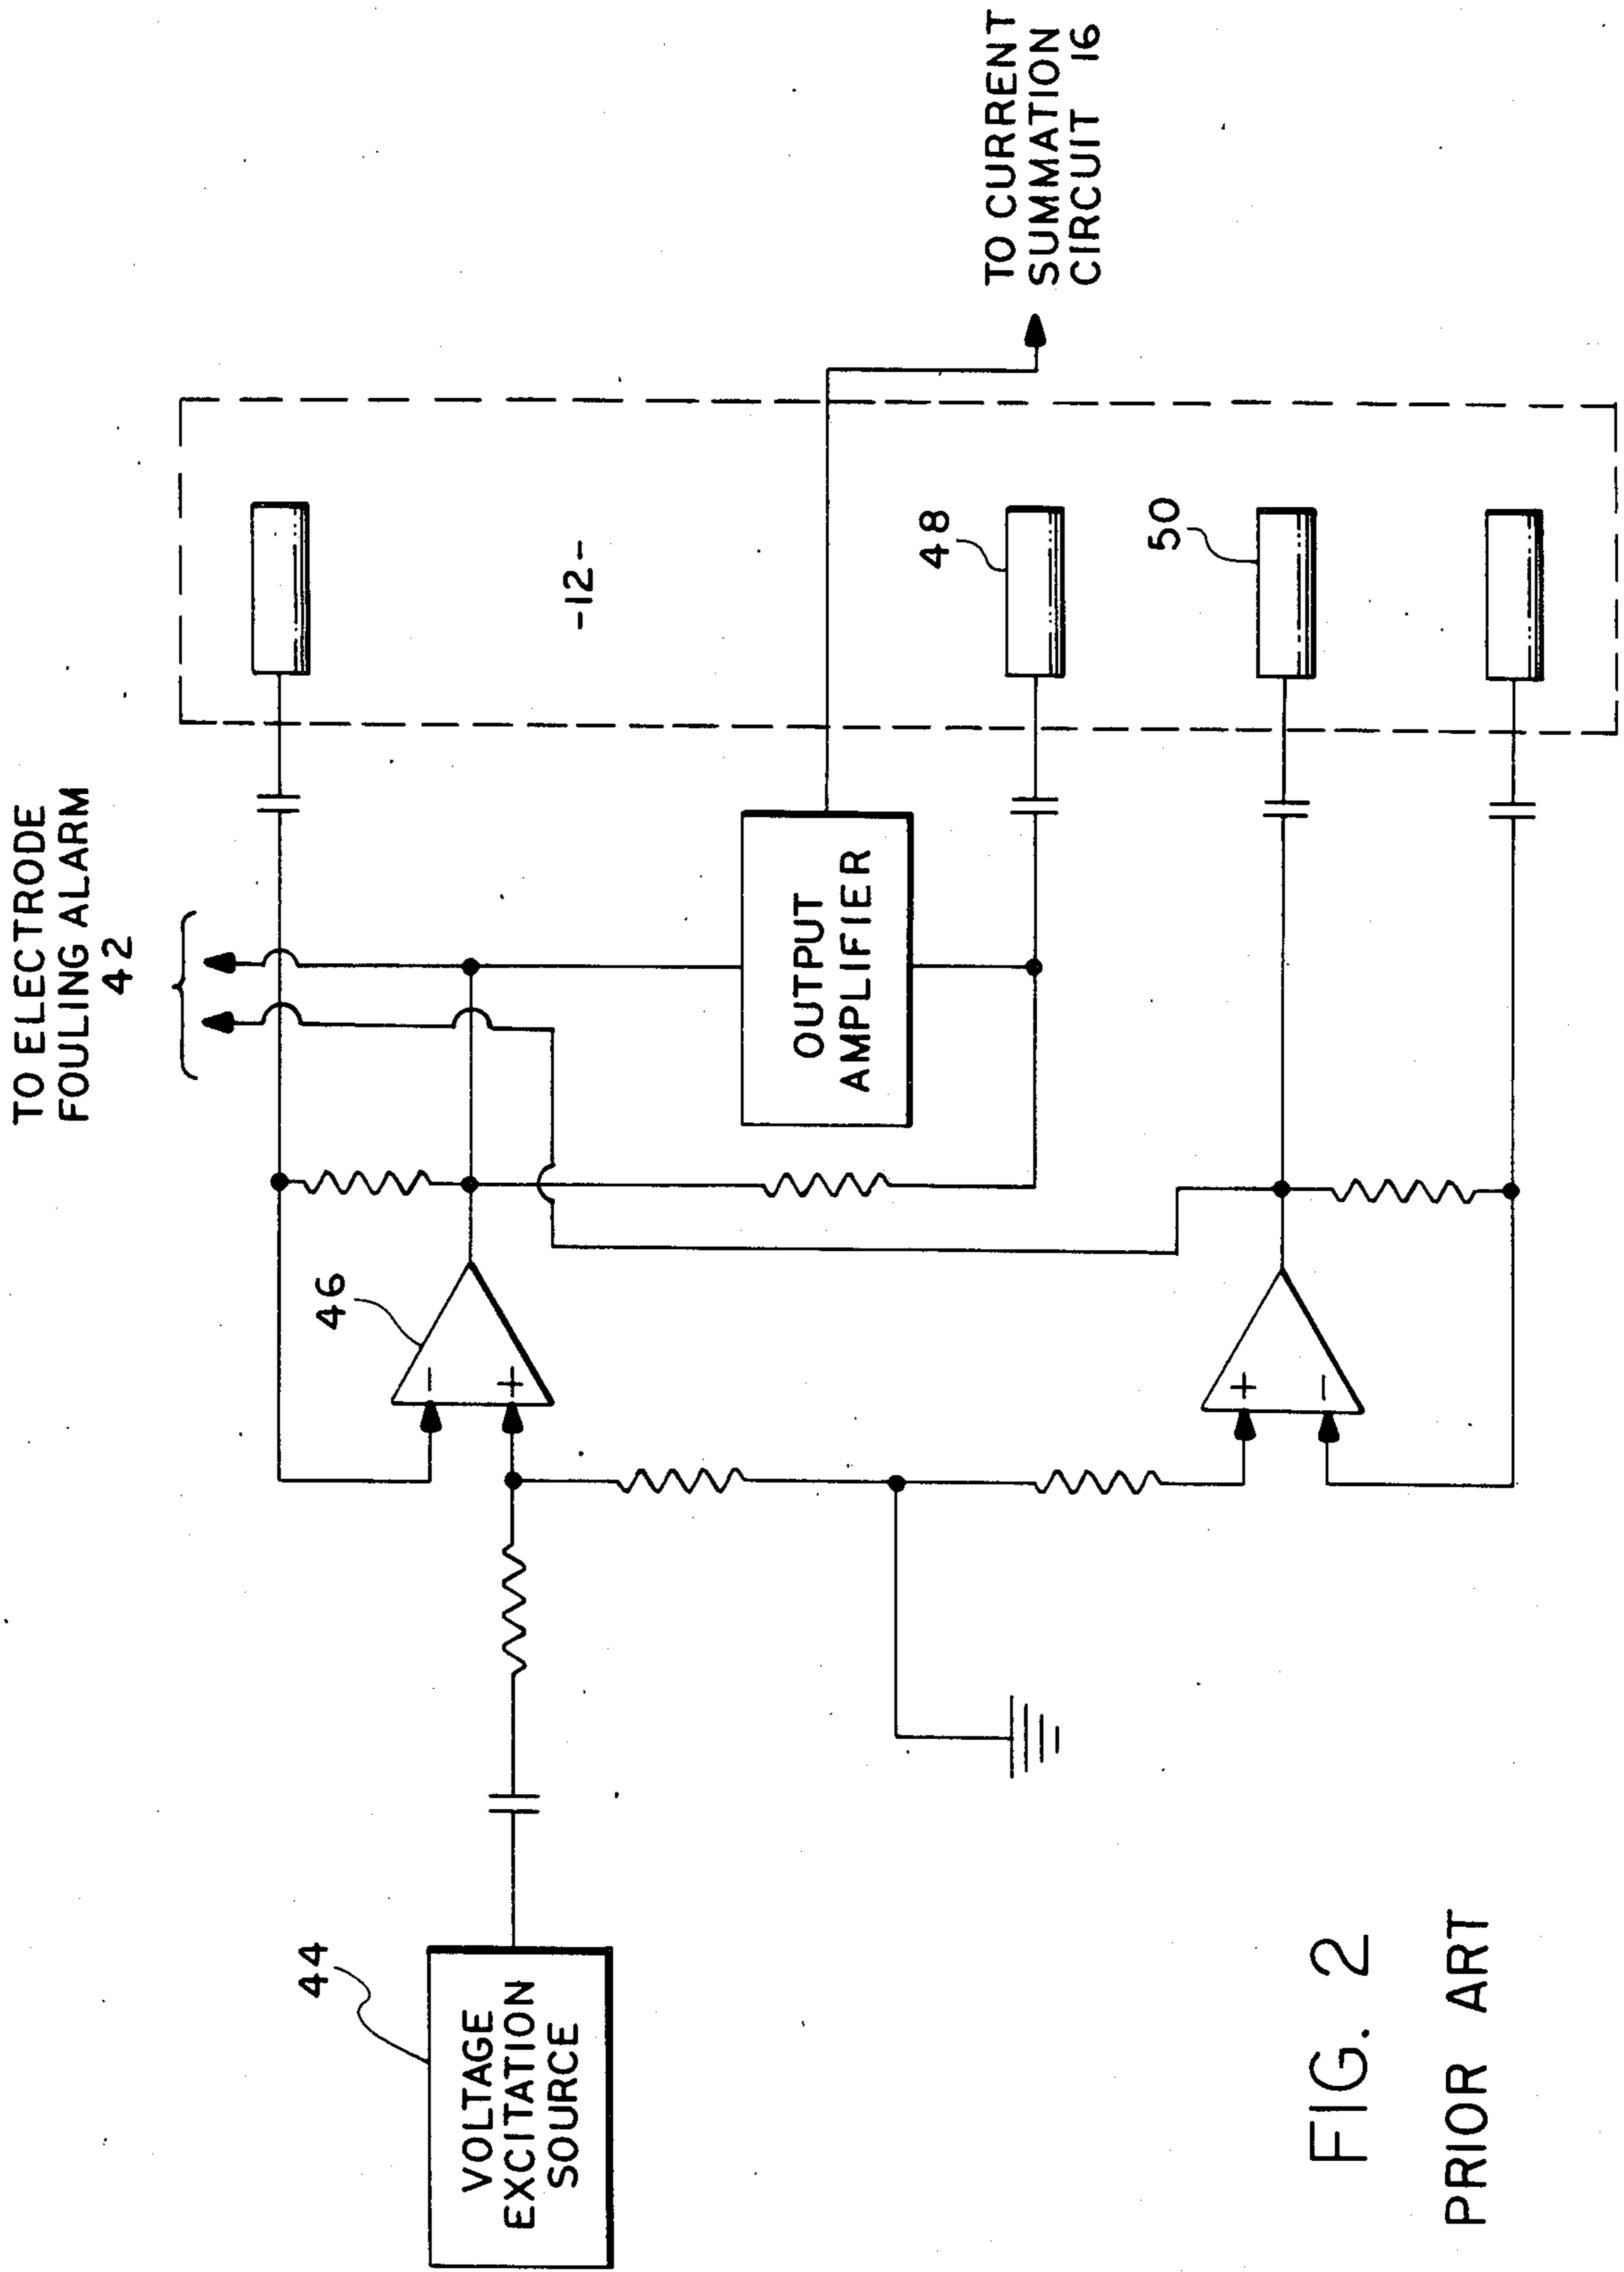 TO ELECTRODE
FOULING ALARM
42
44
VOLTAGE
EXCITATION
SOURCE
46
-
+
+
-
OUTPUT
AMPLIFIER
-12-
48
50
TO CURRENT
SUMMATION
CIRCUIT 16
FIG. 2
PRIOR ART